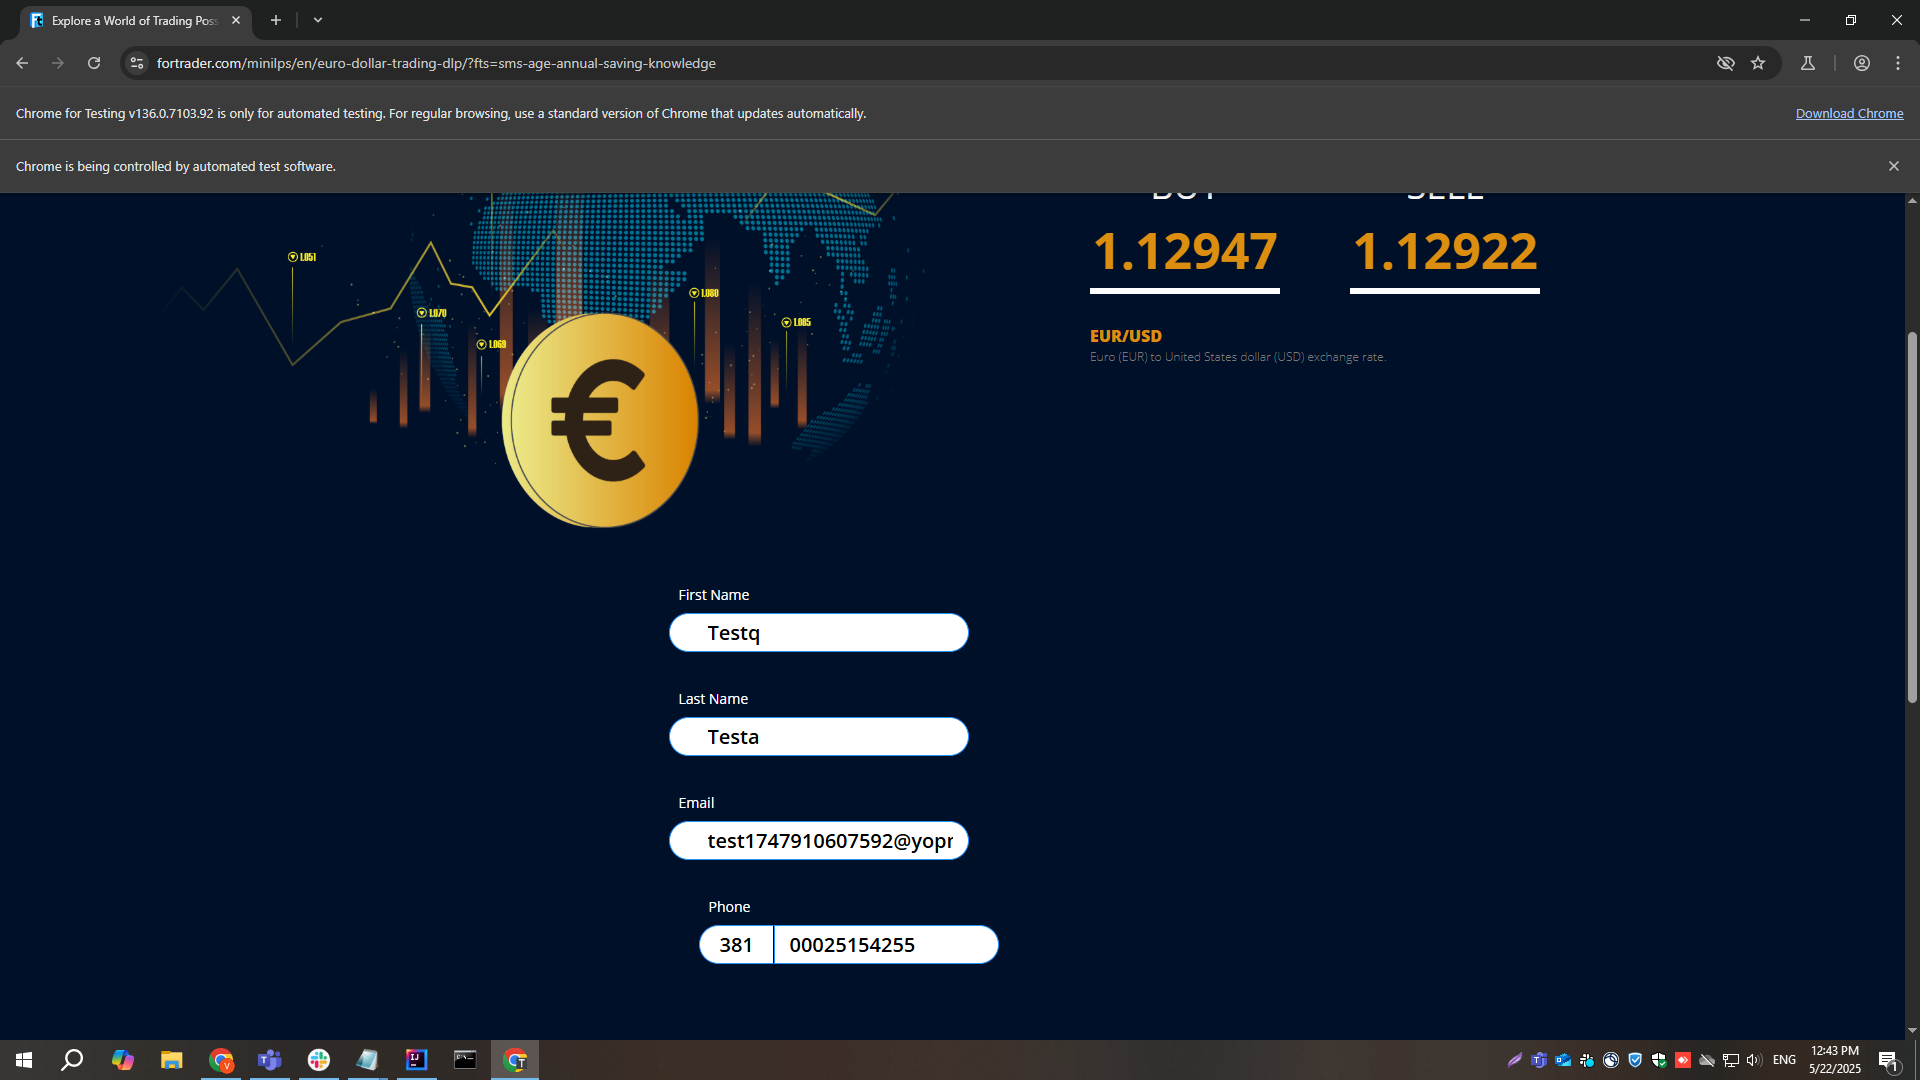 Explore a World of Trading Poss
fortrader.com/minilps/en/euro-dollar-trading-dlp/?fts=sms-age-annual-saving-knowledge
Chrome for Testing v136.0.7103.92 is only for automated testing. For regular browsing, use a standard version of Chrome that updates automatically.
Download Chrome
Chrome is being controlled by automated test software.
BUY SELL
1.12947 1.12922
1.051
1.080
1.070
1.085
1.069
EUR/USD
Euro (EUR) to United States dollar (USD) exchange rate.
€
First Name
Testq
Last Name
Testa
Email
test1747910607592@yopr
Phone
381 00025154255
ENG
12:43 PM
5/22/2025
1